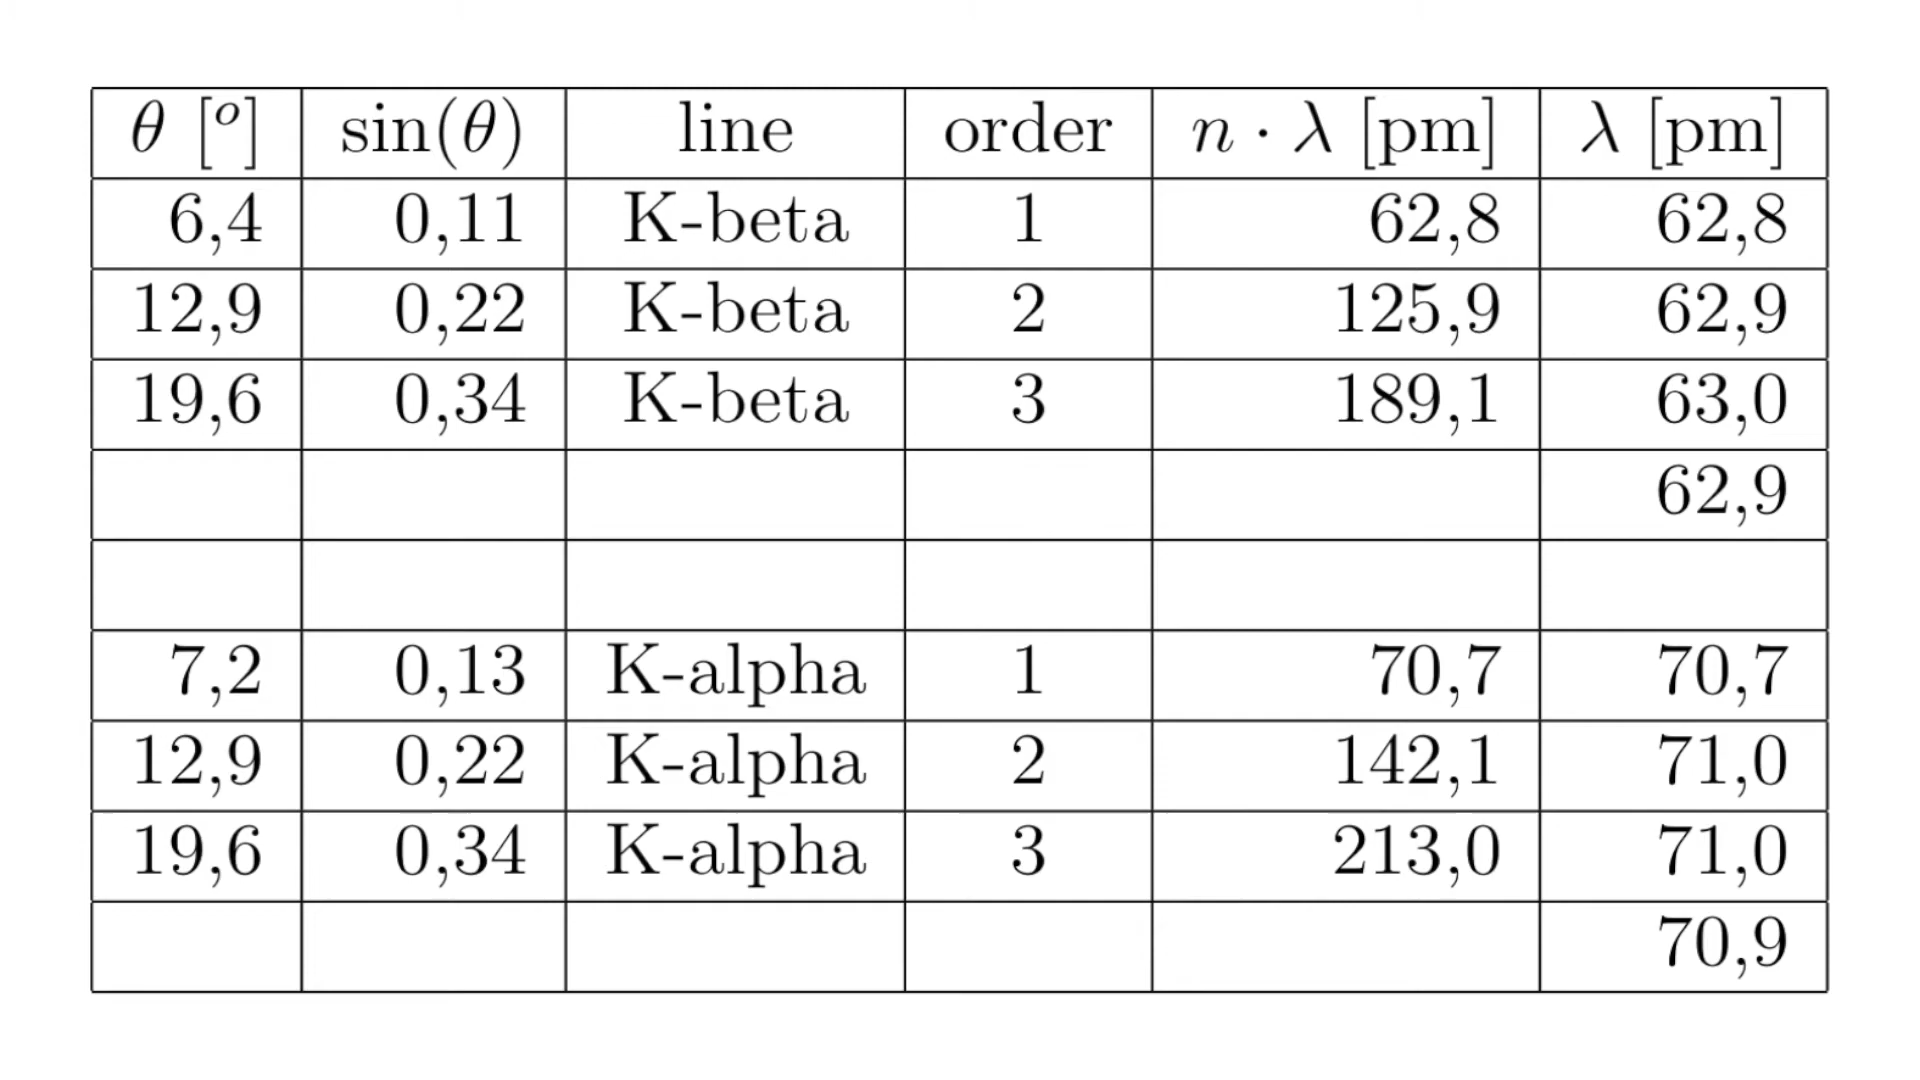 θ [°] sin(θ) line order n · λ [pm] λ [pm]
6,4 0,11 K-beta 1 62,8 62,8
12,9 0,22 K-beta 2 125,9 62,9
19,6 0,34 K-beta 3 189,1 63,0
62,9
7,2 0,13 K-alpha 1 70,7 70,7
12,9 0,22 K-alpha 2 142,1 71,0
19,6 0,34 K-alpha 3 213,0 71,0
70,9